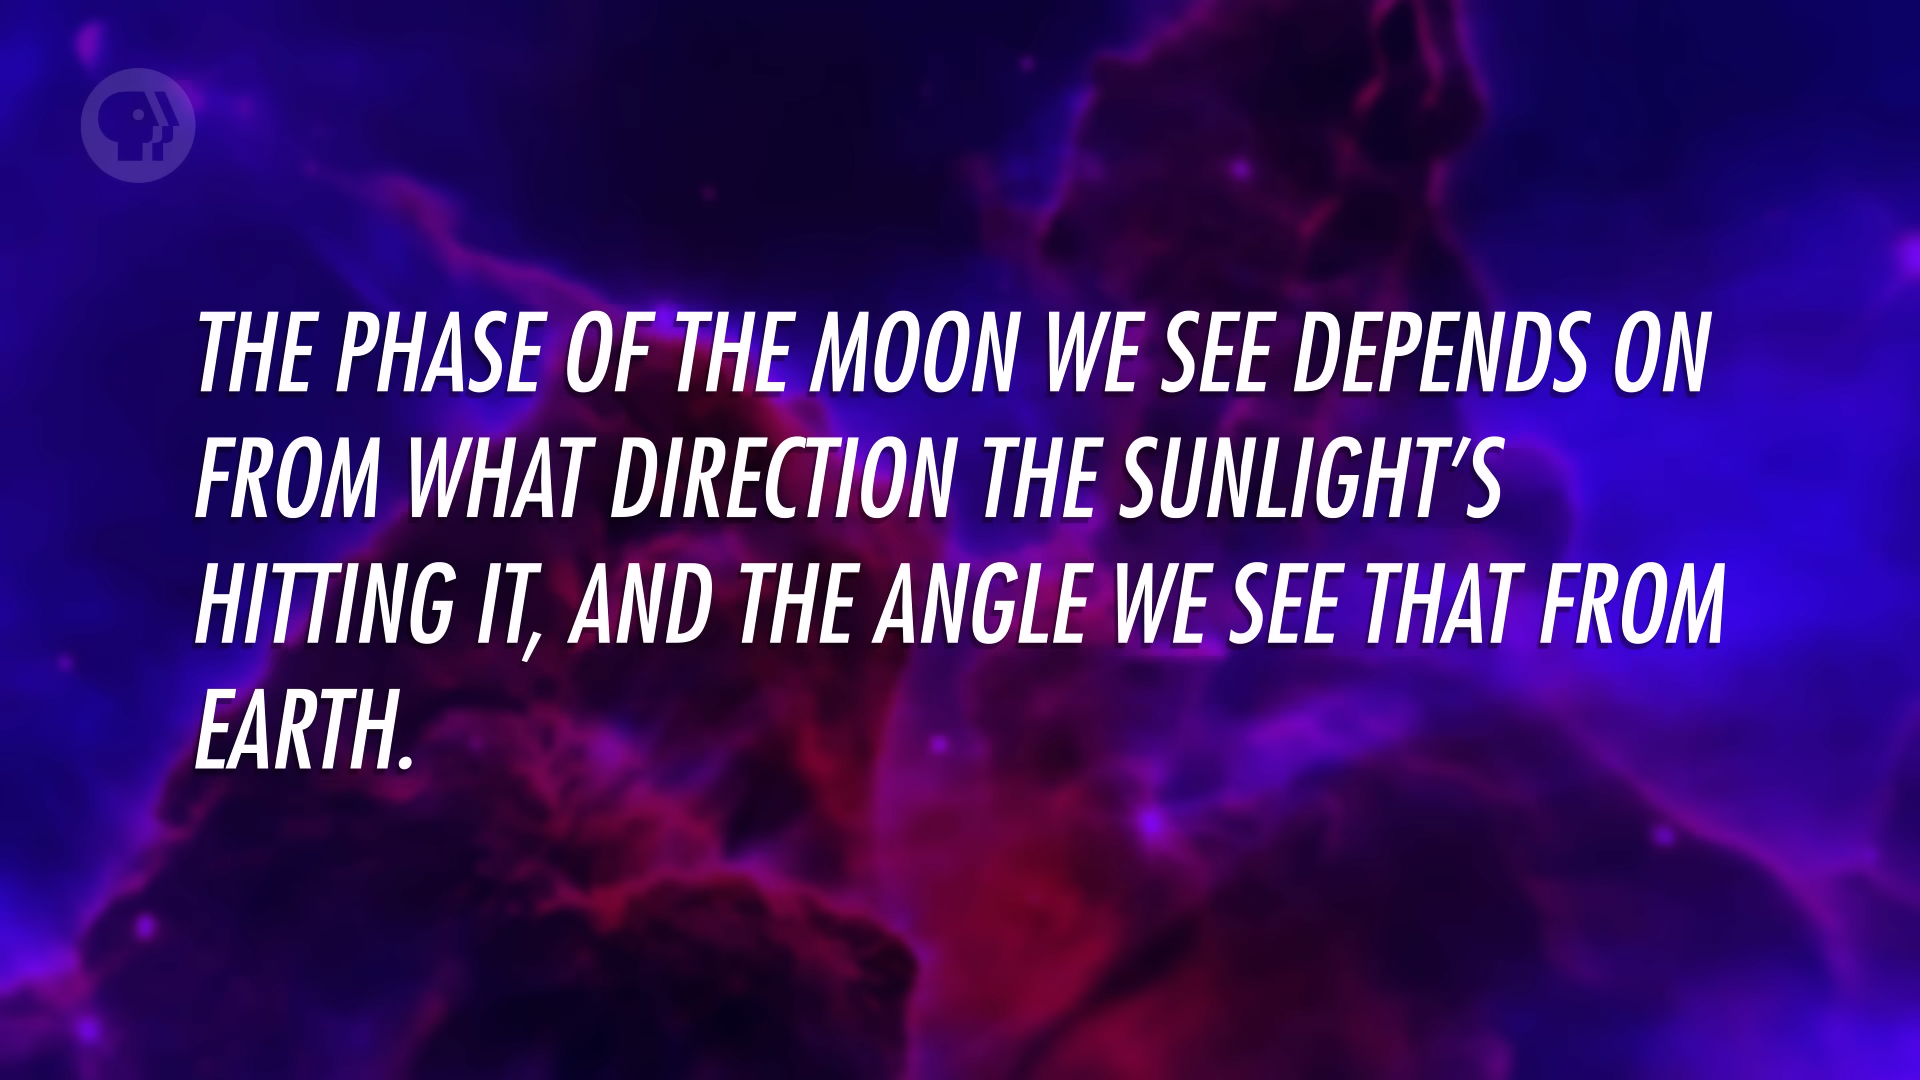 THE PHASE OF THE MOON WE SEE DEPENDS ON
FROM WHAT DIRECTION THE SUNLIGHT’S
HITTING IT, AND THE ANGLE WE SEE THAT FROM
EARTH.